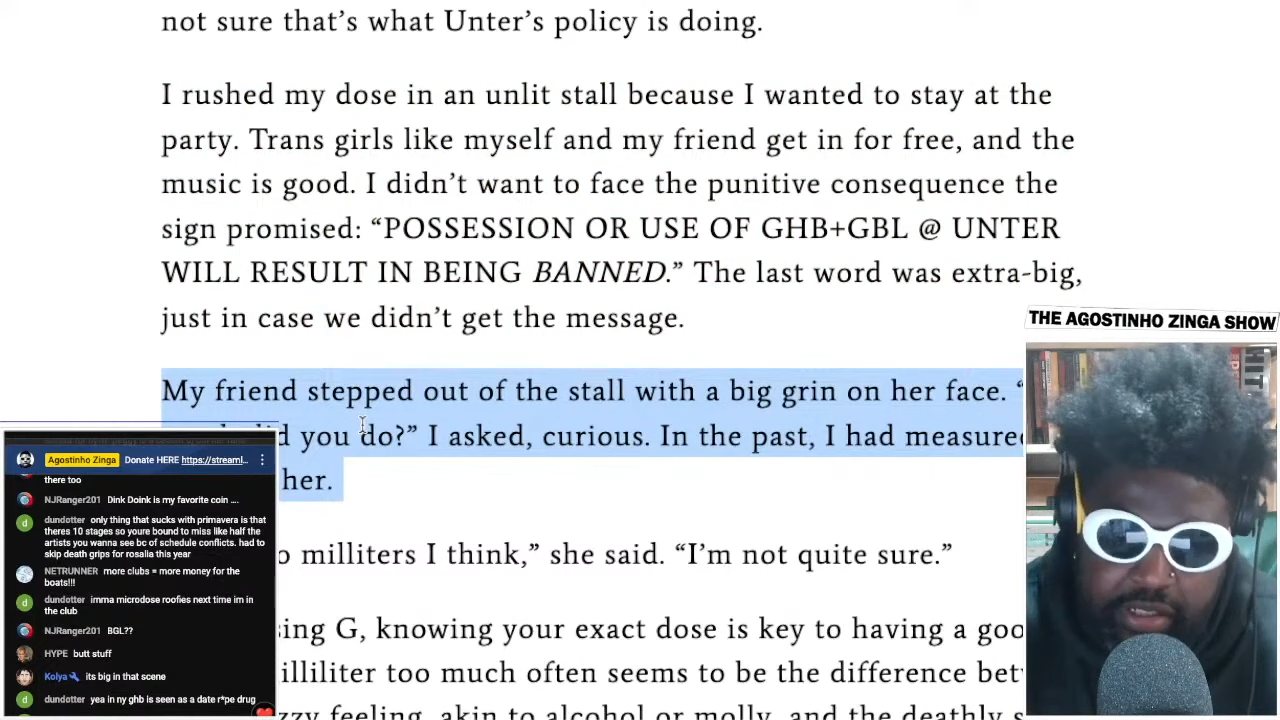 not sure that’s what Unter’s policy is doing.
I rushed my dose in an unlit stall because I wanted to stay at the
party. Trans girls like myself and my friend get in for free, and the
music is good. I didn’t want to face the punitive consequence the
sign promised: “POSSESSION OR USE OF GHB+GBL @ UNTER
WILL RESULT IN BEING BANNED.” The last word was extra-big,
just in case we didn’t get the message.
My friend stepped out of the stall with a big grin on her face. “
you do?” I asked, curious. In the past, I had measured
her.
milliters I think,” she said. “I’m not quite sure.”
G, knowing your exact dose is key to having a
too much often seems to be the difference
feeling, akin to alcohol or molly, and the deathly
THE AGOSTINHO ZINGA SHOW
Agostinho Zinga Donate HERE https://streaml...
there too
NJRanger201 Dink Doink is my favorite coin ....
dundotter only thing that sucks with primavera is that
theres 10 stages so youre bound to miss like half the
artists you wanna see bc of schedule conflicts. had to
skip death grips for rosalia this year
NETRUNNER more clubs = more money for the
boats!!!
dundotter imma microdose roofies next time im in
the club
NJRanger201 BGL??
HYPE butt stuff
Kolya its big in that scene
dundotter yea in ny ghb is seen as a date r*pe drug